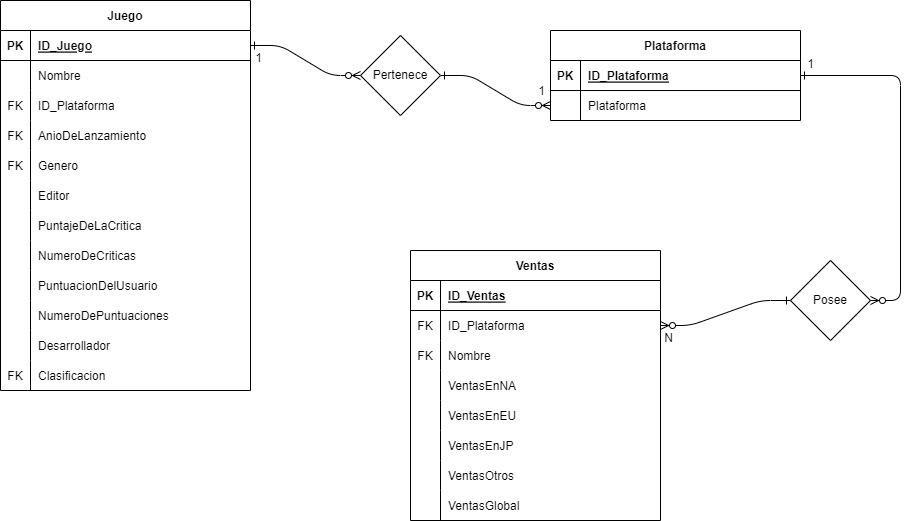 Juego
PK ID_Juego
Nombre
FK ID_Plataforma
FK AnioDeLanzamiento
FK Genero
Editor
PuntajeDeLaCritica
NumeroDeCriticas
PuntuacionDelUsuario
NumeroDePuntuaciones
Desarrollador
FK Clasificacion
1
Pertenece
1
Plataforma
PK ID_Plataforma
Plataforma
1
Posee
N
Ventas
PK ID_Ventas
FK ID_Plataforma
FK Nombre
VentasEnNA
VentasEnEU
VentasEnJP
VentasOtros
VentasGlobal